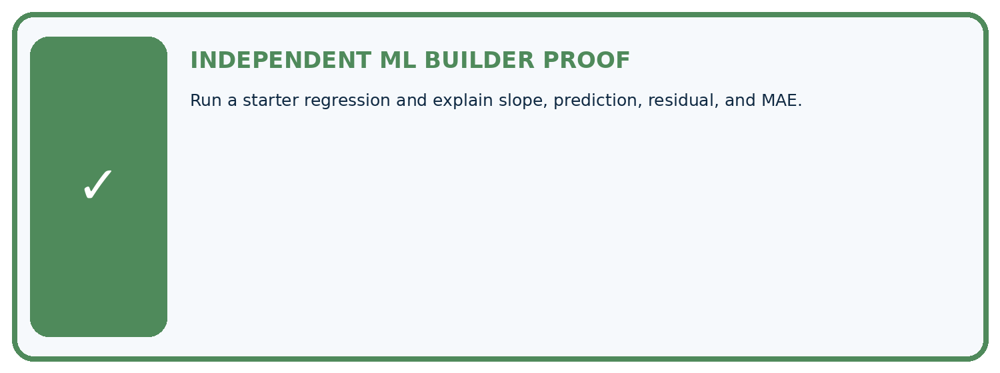 INDEPENDENT ML BUILDER PROOF
Run a starter regression and explain slope, prediction, residual, and MAE.
✓